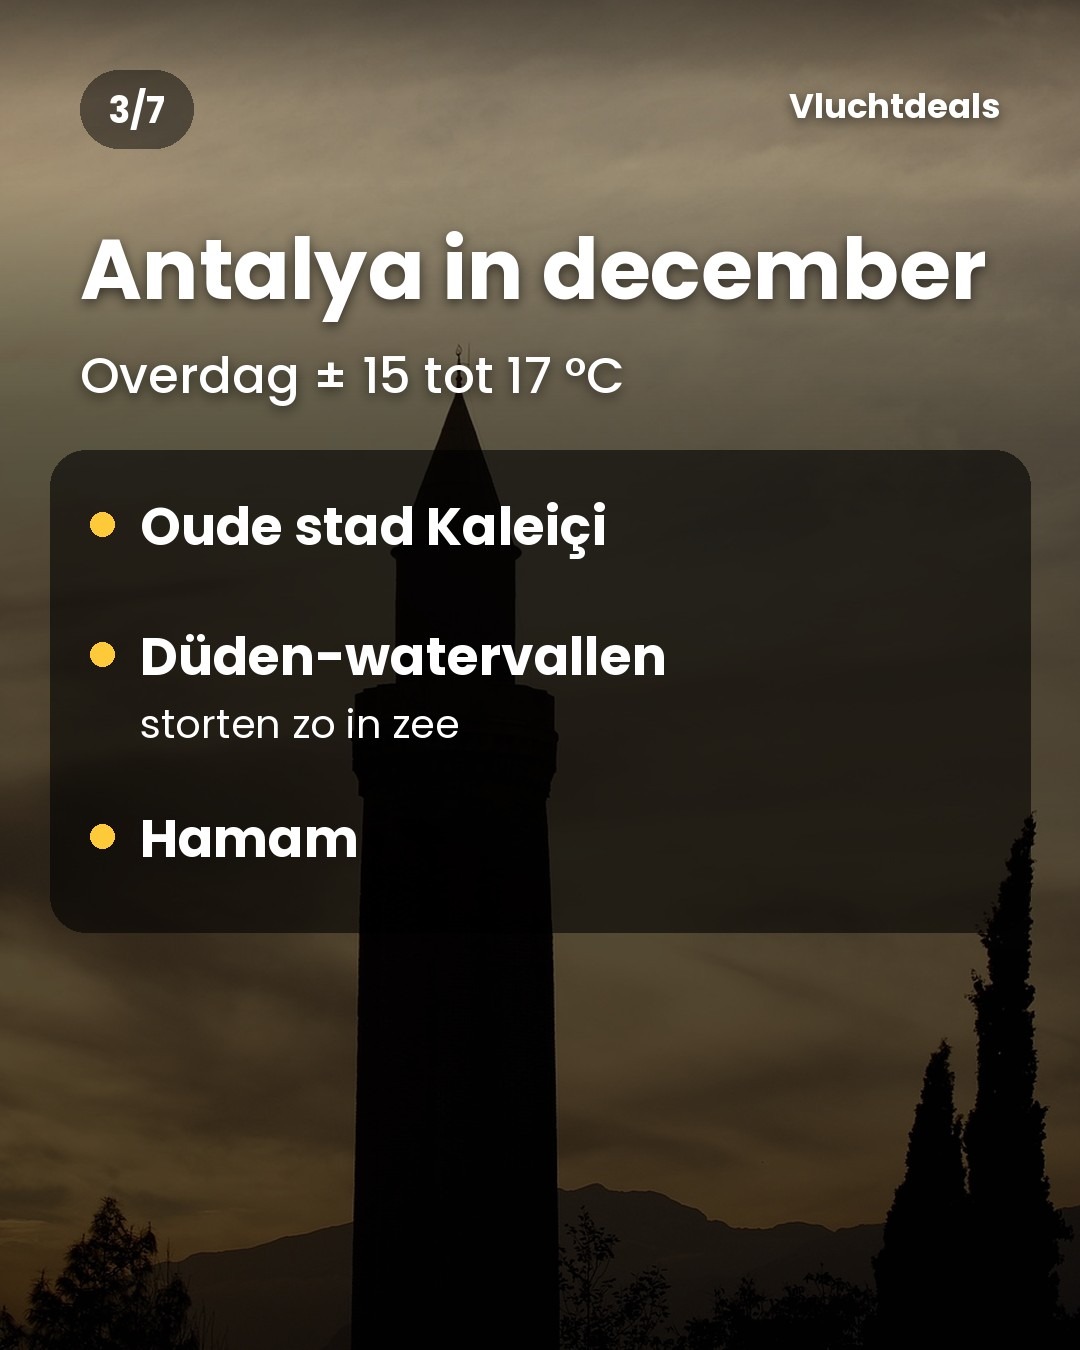 3/7
Vluchtdeals
Antalya in december
Overdag ± 15 tot 17 °C
Oude stad Kaleiçi
Düden-watervallen
storten zo in zee
Hamam